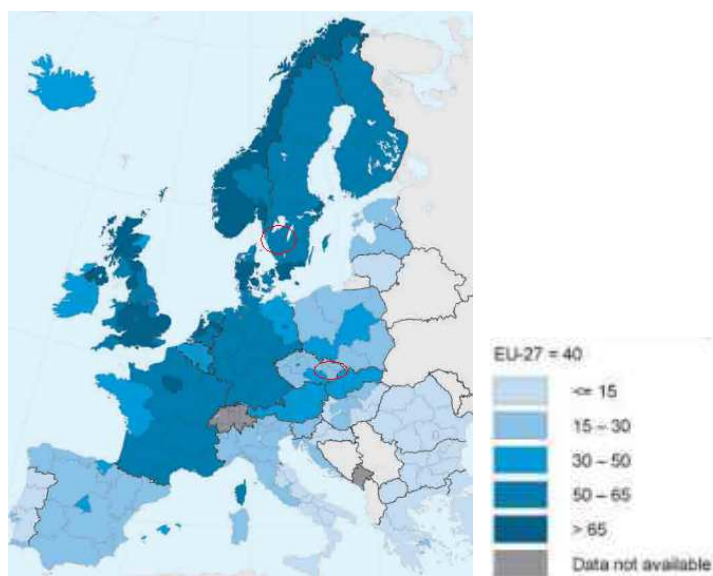 EU-27 = 40
<= 15
15 – 30
30 – 50
50 – 65
> 65
Data not available